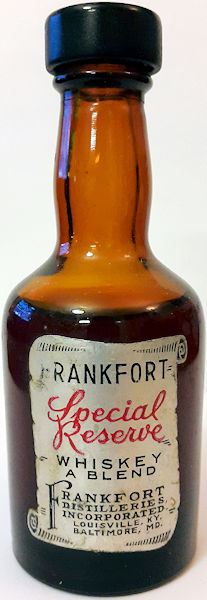 FRANKFORT
Special
Reserve
WHISKEY
A BLEND
FRANKFORT
DISTILLERIES,
INCORPORATED.
LOUISVILLE, KY.
BALTIMORE, MD.